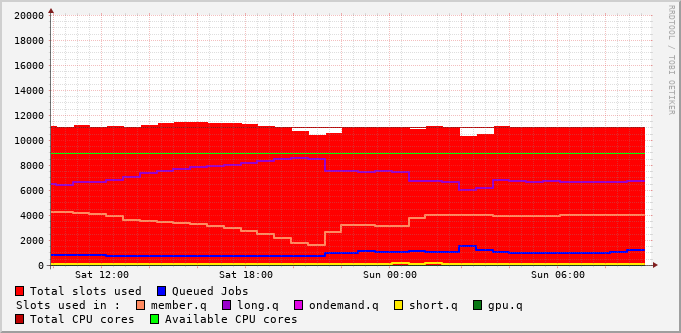 RRDTOOL / TOBI OETIKER
20000
18000
16000
14000
12000
10000
8000
6000
4000
2000
0
Sat 12:00 Sat 18:00 Sun 00:00 Sun 06:00
Total slots used Queued Jobs
Slots used in : member.q long.q ondemand.q short.q gpu.q
Total CPU cores Available CPU cores